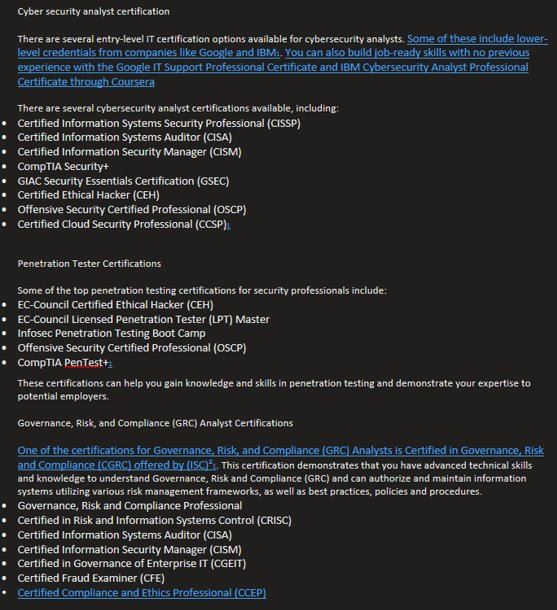 Cyber security analyst certification
There are several entry-level IT certification options available for cybersecurity analysts. Some of these include lower-
level credentials from companies like Google and IBM1. You can also build job-ready skills with no previous
experience with the Google IT Support Professional Certificate and IBM Cybersecurity Analyst Professional
Certificate through Coursera
There are several cybersecurity analyst certifications available, including:
• Certified Information Systems Security Professional (CISSP)
• Certified Information Systems Auditor (CISA)
• Certified Information Security Manager (CISM)
• CompTIA Security+
• GIAC Security Essentials Certification (GSEC)
• Certified Ethical Hacker (CEH)
• Offensive Security Certified Professional (OSCP)
• Certified Cloud Security Professional (CCSP)1
Penetration Tester Certifications
Some of the top penetration testing certifications for security professionals include:
• EC-Council Certified Ethical Hacker (CEH)
• EC-Council Licensed Penetration Tester (LPT) Master
• Infosec Penetration Testing Boot Camp
• Offensive Security Certified Professional (OSCP)
• CompTIA PenTest+1
These certifications can help you gain knowledge and skills in penetration testing and demonstrate your expertise to
potential employers.
Governance, Risk, and Compliance (GRC) Analyst Certifications
One of the certifications for Governance, Risk, and Compliance (GRC) Analysts is Certified in Governance, Risk
and Compliance (CGRC) offered by (ISC)²1. This certification demonstrates that you have advanced technical skills
and knowledge to understand Governance, Risk and Compliance (GRC) and can authorize and maintain information
systems utilizing various risk management frameworks, as well as best practices, policies and procedures.
• Governance, Risk and Compliance Professional
• Certified in Risk and Information Systems Control (CRISC)
• Certified Information Systems Auditor (CISA)
• Certified Information Security Manager (CISM)
• Certified in Governance of Enterprise IT (CGEIT)
• Certified Fraud Examiner (CFE)
• Certified Compliance and Ethics Professional (CCEP)